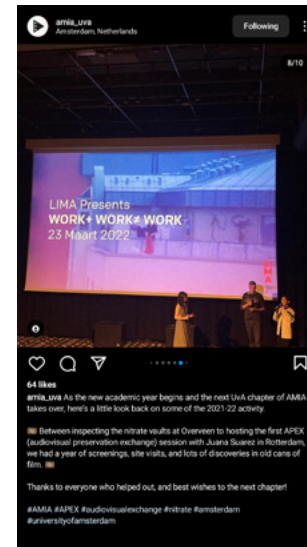 amia_uva
Amsterdam, Netherlands
Following
8/10
LIMA Presents
WORK+ WORK≠ WORK
23 Maart 2022
LIMA
64 likes
amia_uva As the new academic year begins and the next UvA chapter of AMIA
takes over, here's a little look back on some of the 2021-22 activity.
🎞️ Between inspecting the nitrate vaults at Overveen to hosting the first APEX
(audiovisual preservation exchange) session with Juana Suarez in Rotterdam,
we had a year of screenings, site visits, and lots of discoveries in old cans of
film. 🎞️
Thanks to everyone who helped out, and best wishes to the next chapter!
#AMIA #APEX #audiovisualexchange #nitrate #amsterdam
#universityofamsterdam